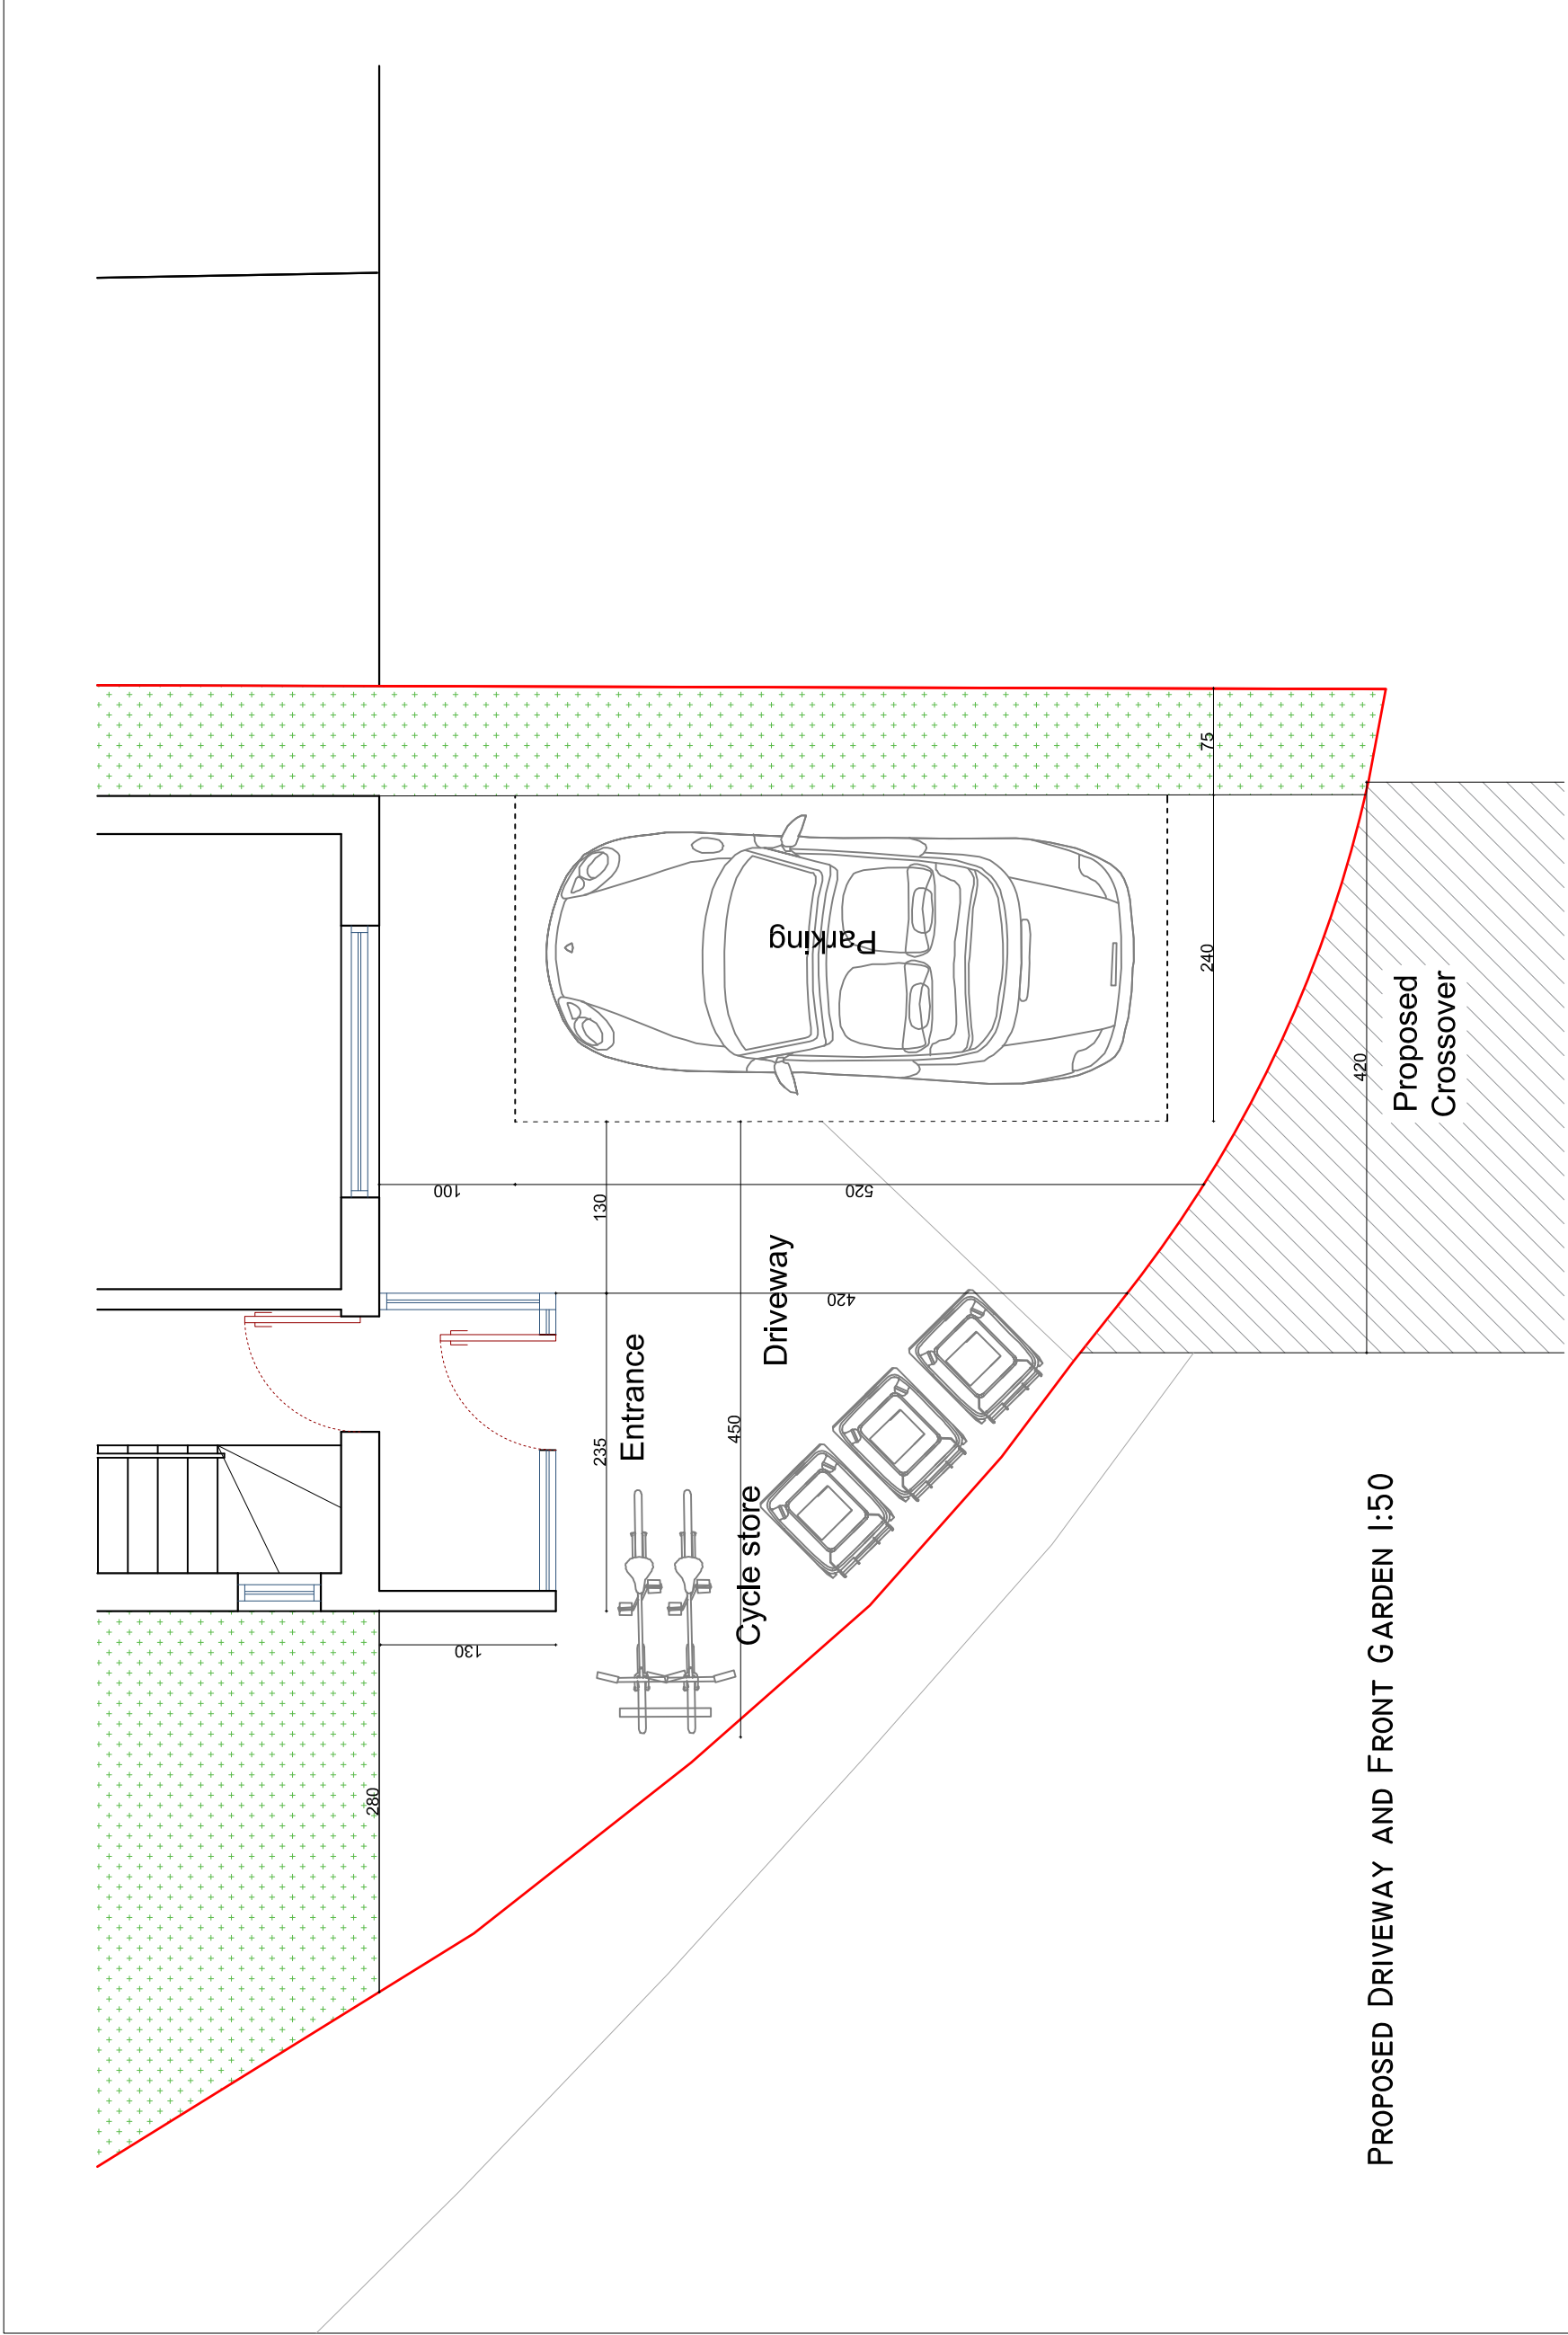 75
240
Parking
420
Proposed
Crossover
100
520
130
Driveway
420
Entrance
235
450
Cycle store
130
280
PROPOSED DRIVEWAY AND FRONT GARDEN 1:50